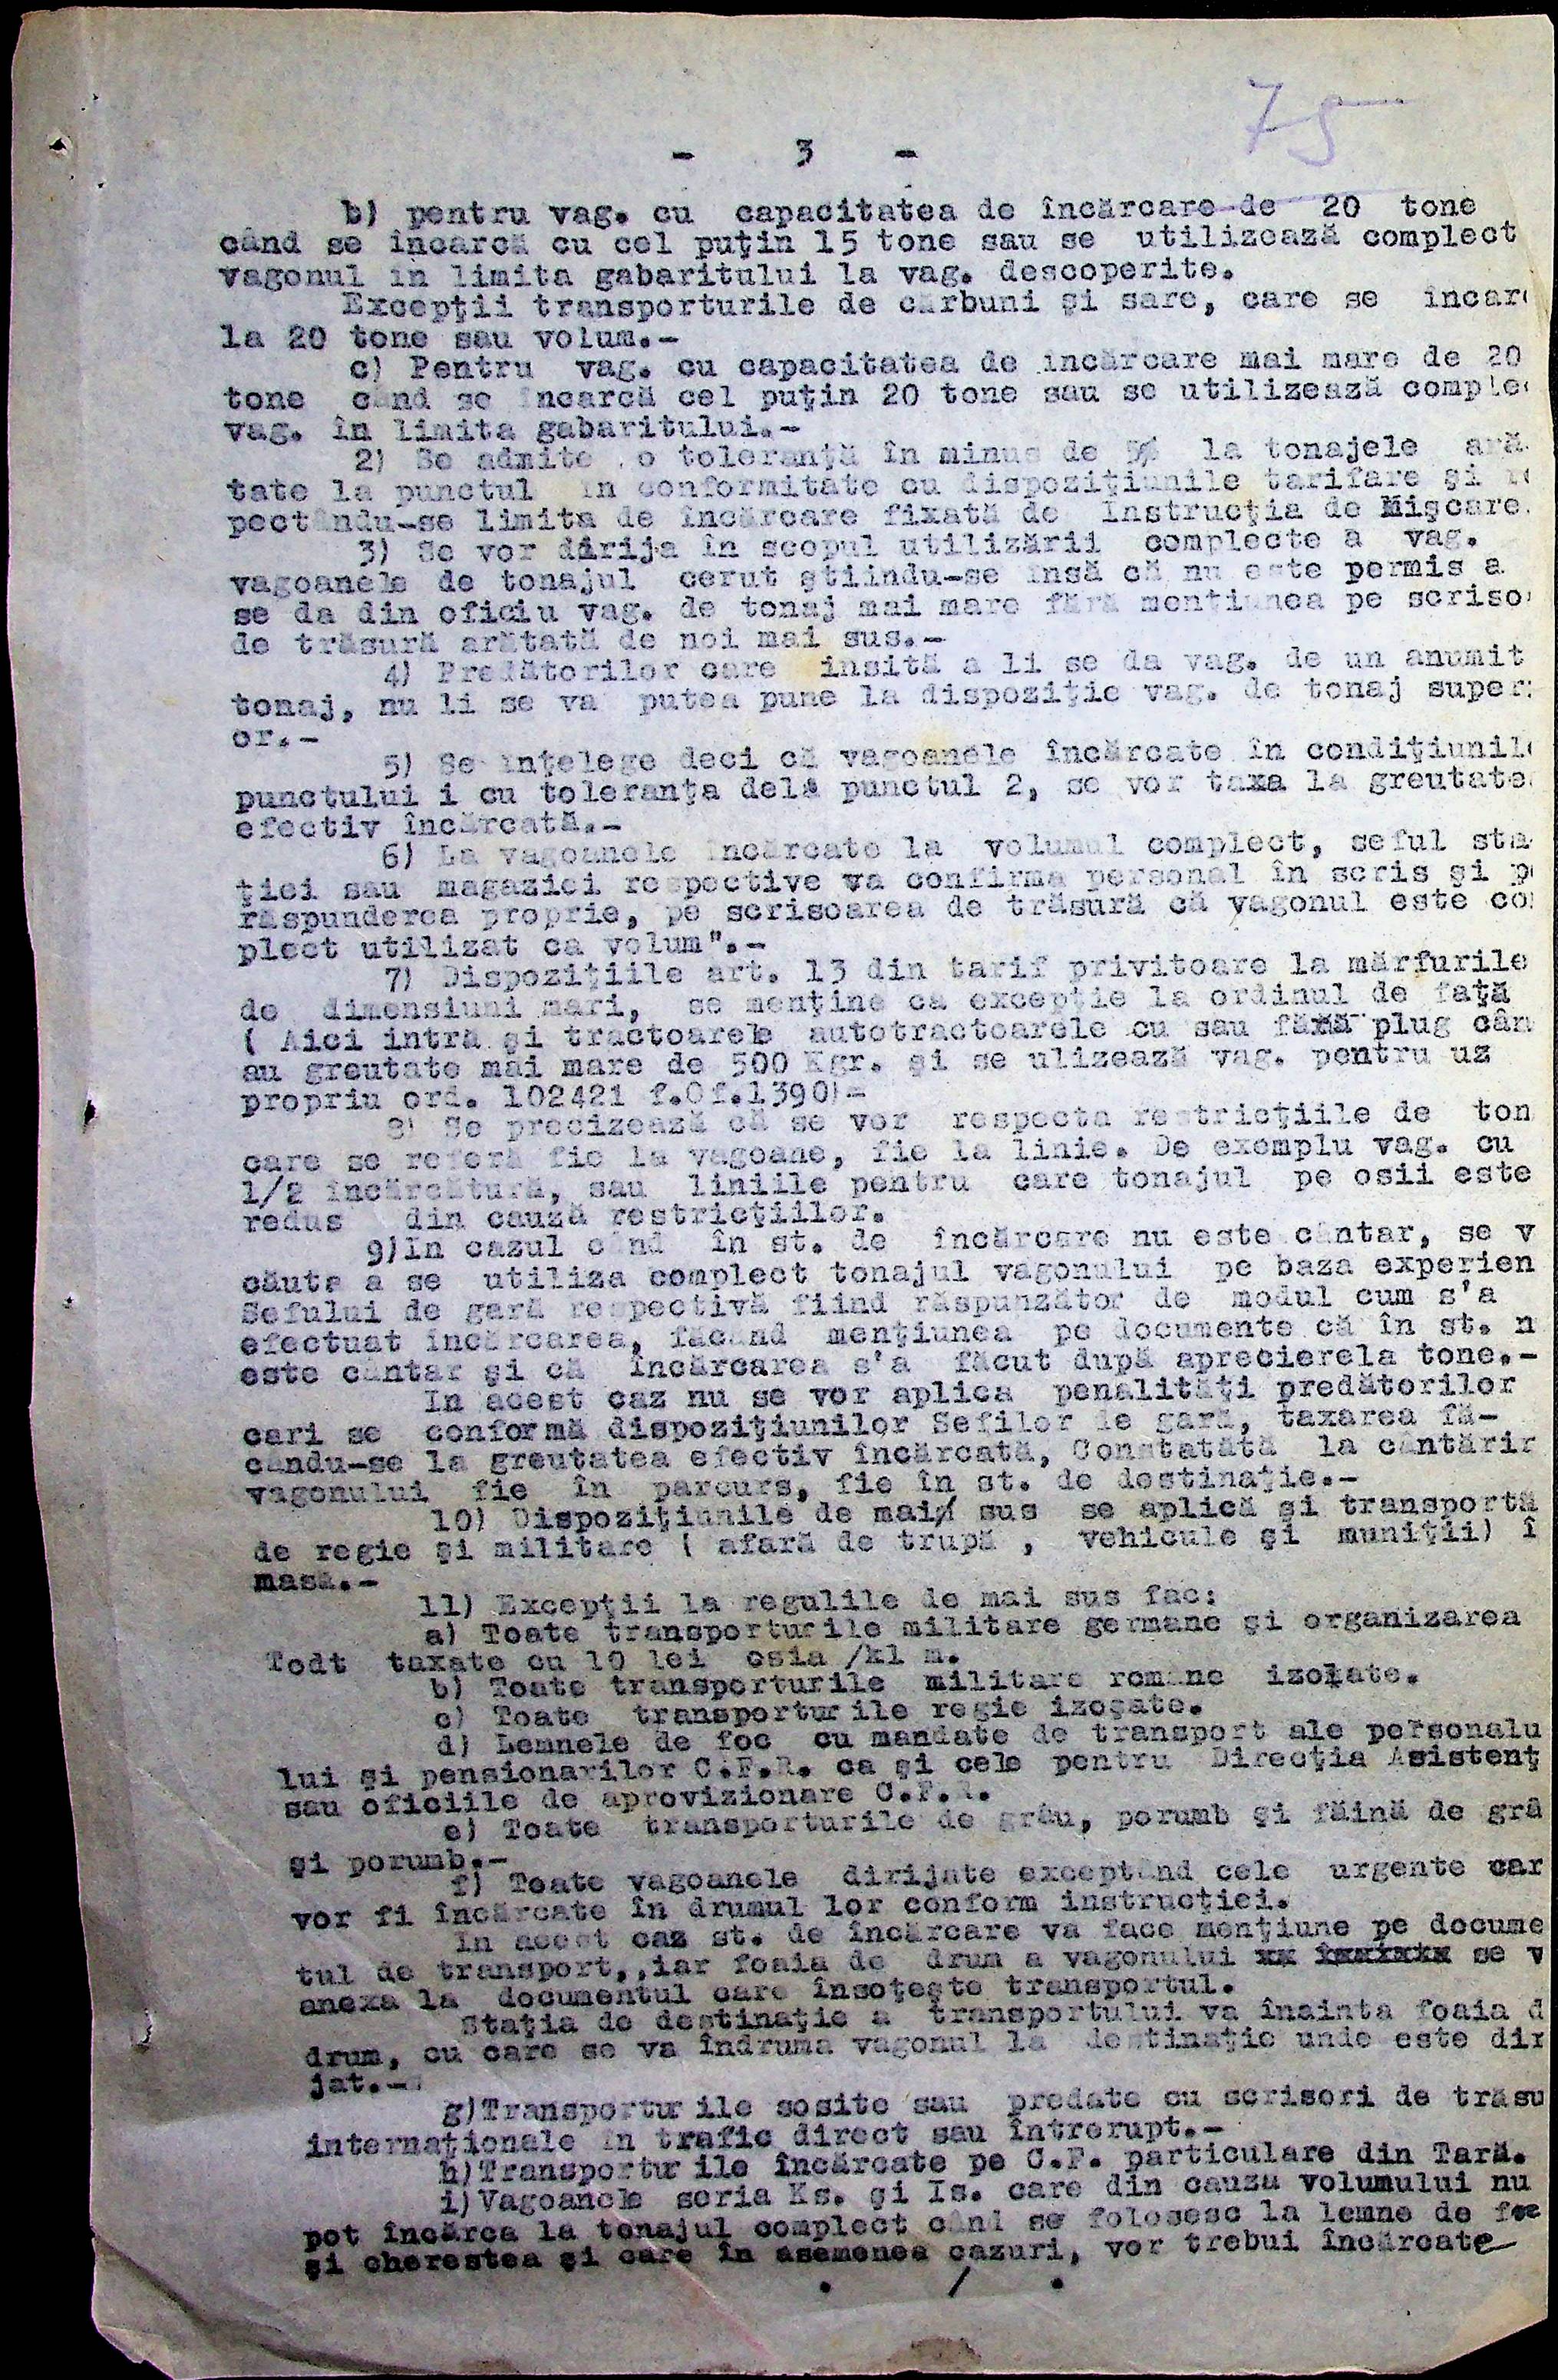 75
- 3 -
b) pentru vag. cu capacitatea de încărcare de 20 tone
când se încarcă cu cel puţin 15 tone sau se utilizează complect
vagonul în limita gabaritului la vag. descoperite.
Excepţii transporturile de cărbuni şi sare, care se încar
la 20 tone sau volum.-
c) Pentru vag. cu capacitatea de încărcare mai mare de 20
tone când se încarcă cel puţin 20 tone sau se utilizează complec
vag. în limita gabaritului.-
2) Se admite o toleranţă în minus de 5% la tonajele ară-
tate la punctul în conformitate cu dispoziţiunile tarifare şi re
pectându-se limita de încărcare fixată de Instrucţia de Mişcare.
3) Se vor dirija în scopul utilizării complecte a vag.
vagoanele de tonajul cerut ştiindu-se însă că nu este permis a
se da din oficiu vag. de tonaj mai mare fără menţiunea pe scriso
de trăsură arătată de noi mai sus.-
4) Predătorilor care insită a li se da vag. de un anumit
tonaj, nu li se va putea pune la dispoziţie vag. de tonaj superi
or.-
5) Se înţelege deci că vagoanele încărcate în condiţiunile
punctului i cu toleranţa dela punctul 2, se vor taxa la greutatea
efectiv încărcată.-
6) La vagoanele încărcate la volumul complect, seful sta-
ţiei sau magaziei respective va confirma personal în scris şi pe
răspunderea proprie, pe scrisoarea de trăsură că vagonul este com
plect utilizat ca volum".-
7) Dispoziţiile art. 13 din tarif privitoare la mărfurile
de dimensiuni mari, se menţine ca excepţie la ordinul de faţă
( Aici intră şi tractoarele autotractoarele cu sau fără plug cân
au greutate mai mare de 500 Kgr. şi se ulizează vag. pentru uz
propriu ord. 102421 f.Of.1390)-
8) Se precizează că se vor respecta restricţiile de ton
care se referă fie la vagoane, fie la linie. De exemplu vag. cu
1/2 încărcătură, sau liniile pentru care tonajul pe osii este
redus din cauză restricţiilor.
9)In cazul când în st. de încărcare nu este cântar, se v
căuta a se utiliza complect tonajul vagonului pe baza experien
Sefului de gară respectivă fiind răspunzător de modul cum s'a
efectuat încărcarea, făcând menţiunea pe documente că în st. n
este cântar şi că încărcarea s'a făcut după aprecierela tone.-
In acest caz nu se vor aplica penalităţi predătorilor
cari se conformă dispoziţiunilor Sefilor de gară, taxarea fă-
cându-se la greutatea efectiv încărcată, Constatătă la cântărir
vagonului fie în parcurs, fie în st. de destinaţie.-
10) Dispoziţiunile de mai sus se aplică şi transportă
de regie şi militare ( afară de trupă , vehicule şi muniţii) î
masă.-
11) Excepţii la regulile de mai sus fac:
a) Toate transporturile militare germane şi organizarea
Todt taxate cu 10 lei osia /kl m.
b) Toate transporturile militare române izolate.
c) Toate transporturile regie izoşate.
d) Lemnele de foc cu mandate de transport ale personalu
lui şi pensionarilor C.F.R. ca şi cele pentru Direcţia Asistenţ
sau oficiile de aprovizionare C.F.R.
e) Toate transporturile de grâu, porumb şi făină de grâ
şi porumb.-
f) Toate vagoanele dirijate exceptând cele urgente car
vor fi încărcate în drumul lor conform instrucţiei.
In acest caz st. de încărcare va face menţiune pe docume
tul de transport,,iar foaia de drum a vagonului se v
anexa la documentul care însoţeşte transportul.
Staţia de destinaţie a transportului va înainta foaia d
drum, cu care se va îndruma vagonul la destinaţie unde este dir
jat.-
g)Transporturile sosite sau predate cu scrisori de trăsu
internaţionale în trafic direct sau întrerupt.-
h)Transporturile încărcate pe C.F. particulare din Tară.
i)Vagoanele seria Ks. şi Is. care din cauza volumului nu
pot încărca la tonajul complect când se folosesc la lemne de foc
şi cherestea şi care în asemenea cazuri, vor trebui încărcate
. / .